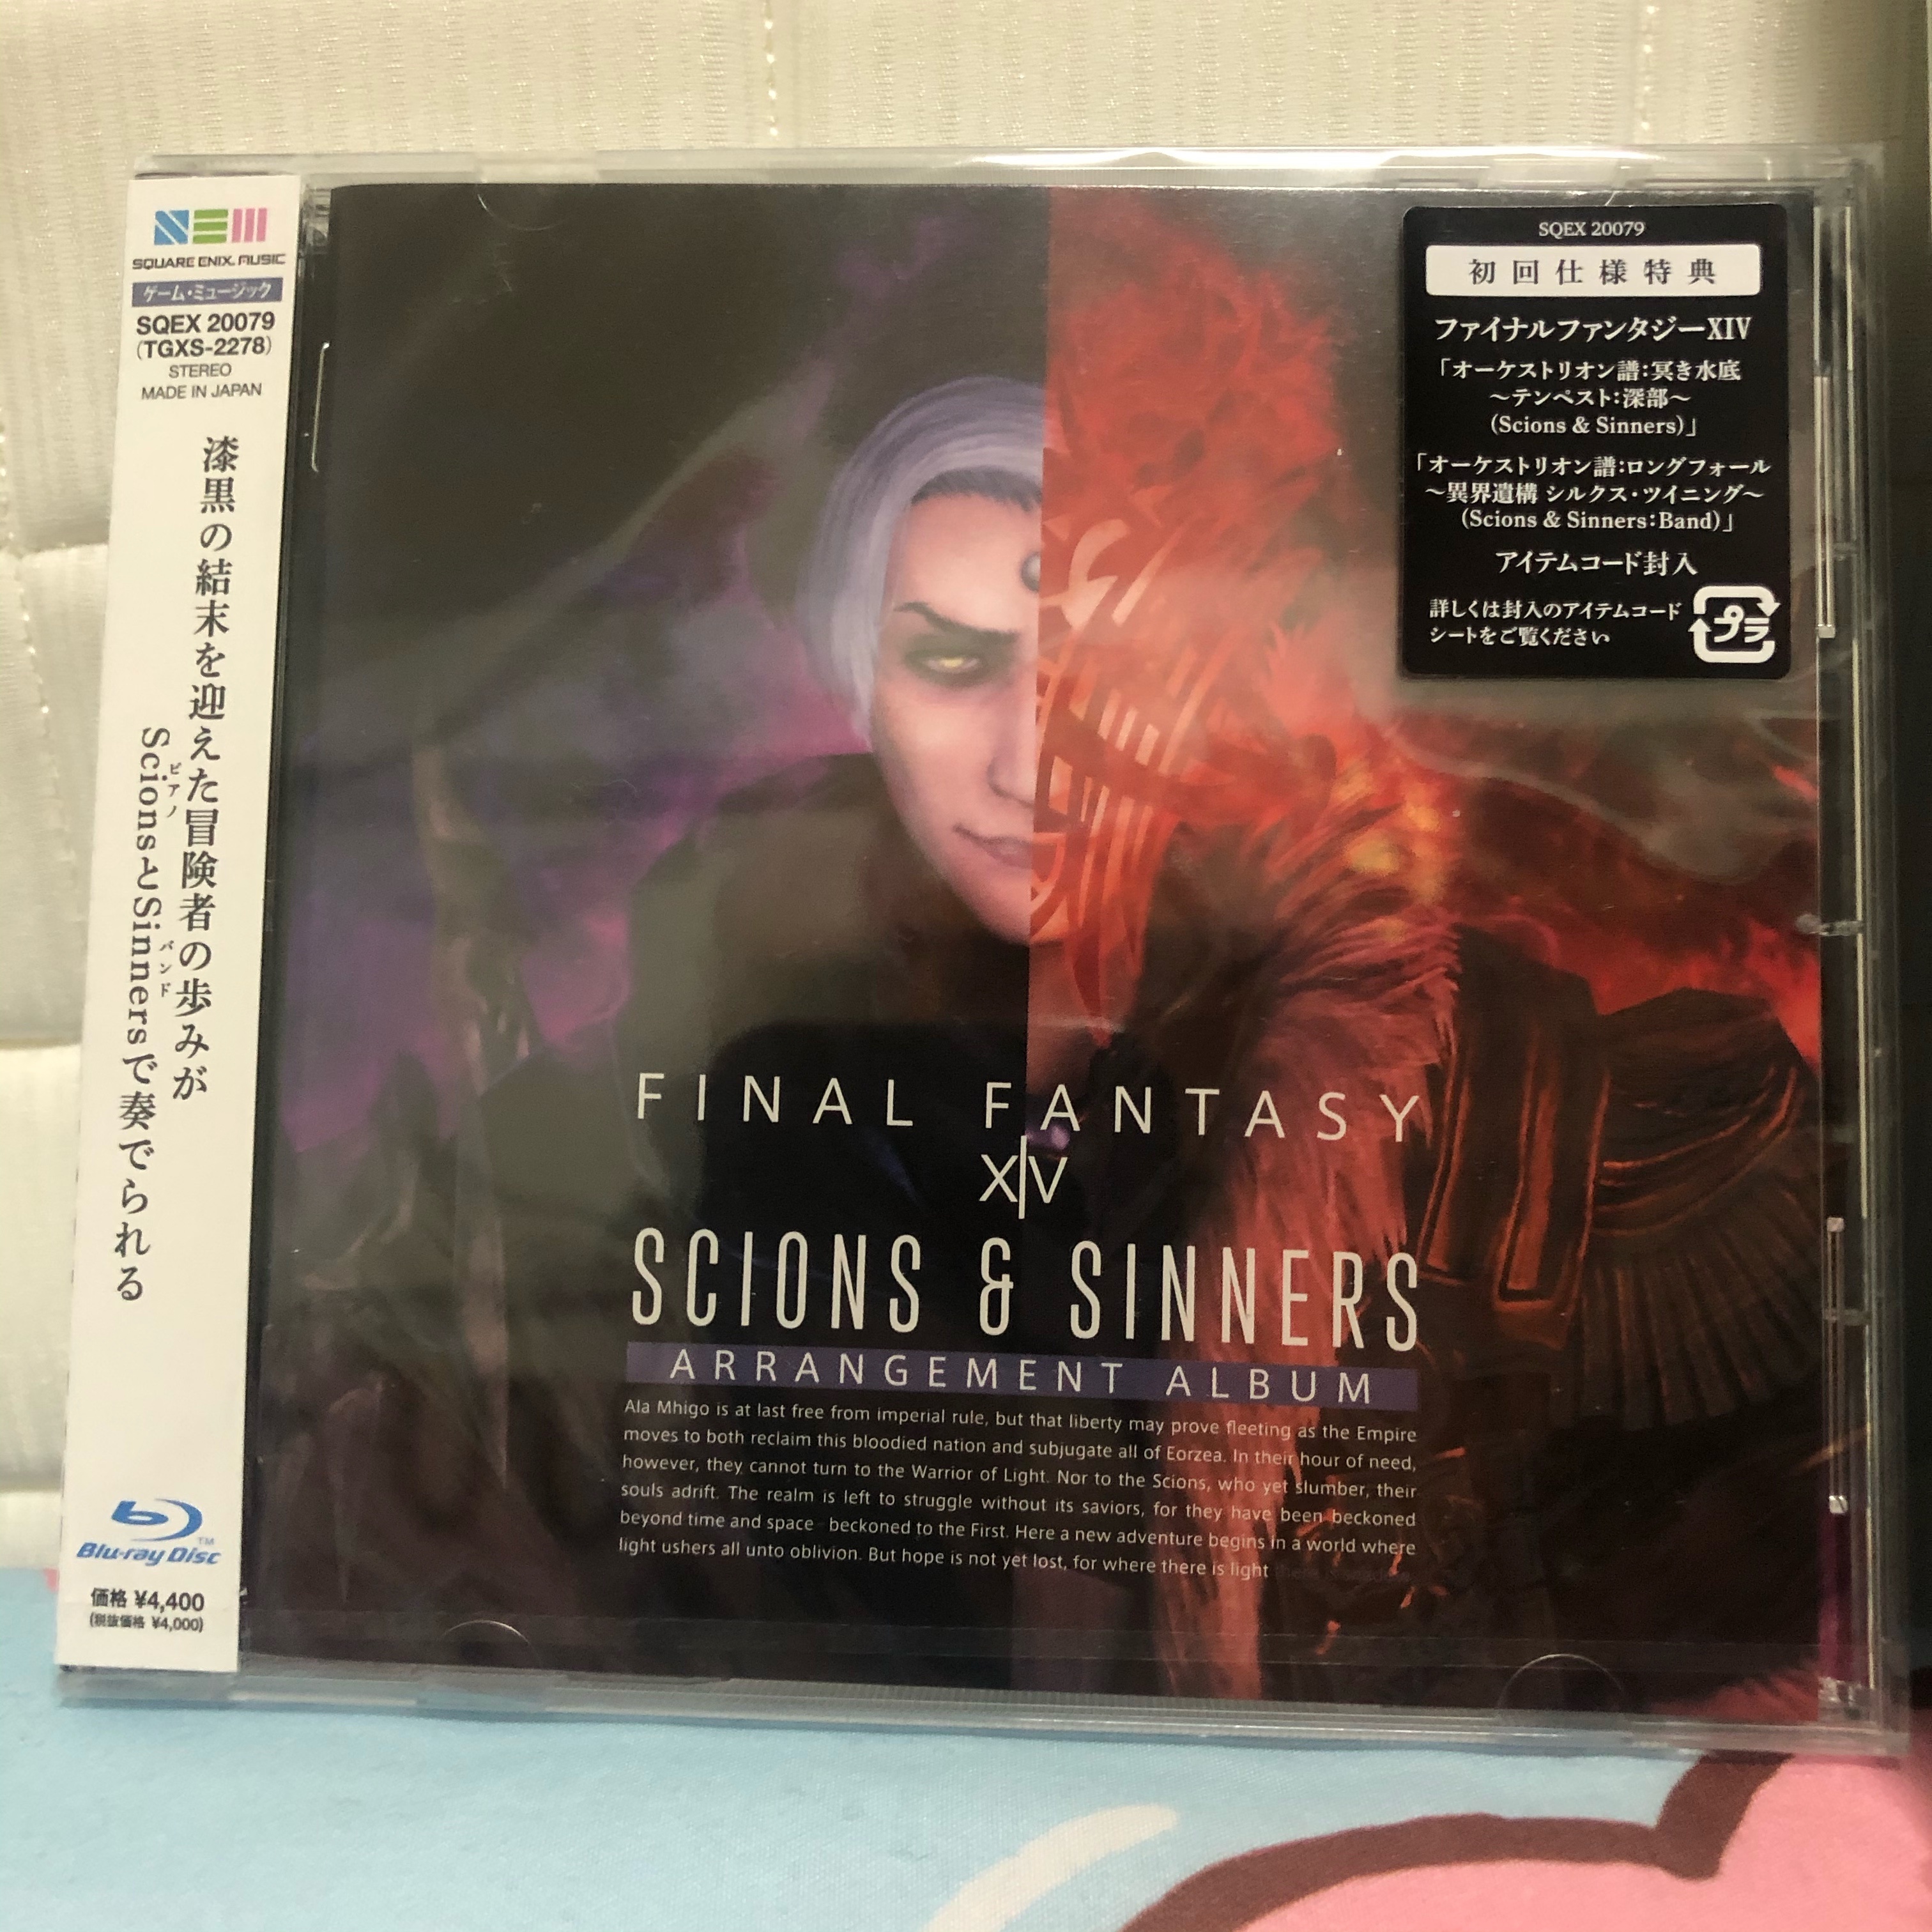 SQUARE ENIX MUSIC
ゲーム・ミュージック
SQEX 20079
(TGXS-2278)
STEREO
MADE IN JAPAN
漆黒の結末を迎えた冒険者の歩みが
ScionsとSinnersで奏でられる
ピアノ
バンド
Blu-ray Disc
TM
価格 ¥4,400
(税抜価格 ¥4,000)
SQEX 20079
初回仕様特典
ファイナルファンタジーXIV
「オーケストリオン譜:冥き水底
～テンペスト:深部～
(Scions & Sinners)」
「オーケストリオン譜:ロングフォール
～異界遺構 シルクス・ツイニング～
(Scions & Sinners:Band)」
アイテムコード封入
詳しくは封入のアイテムコード
シートをご覧ください
プラ
FINAL FANTASY
XIV
SCIONS & SINNERS
ARRANGEMENT ALBUM
Ala Mhigo is at last free from imperial rule, but that liberty may prove fleeting as the Empire
moves to both reclaim this bloodied nation and subjugate all of Eorzea. In their hour of need,
however, they cannot turn to the Warrior of Light. Nor to the Scions, who yet slumber, their
souls adrift. The realm is left to struggle without its saviors, for they have been beckoned
beyond time and space beckoned to the First. Here a new adventure begins in a world where
light ushers all unto oblivion. But hope is not yet lost, for where there is light